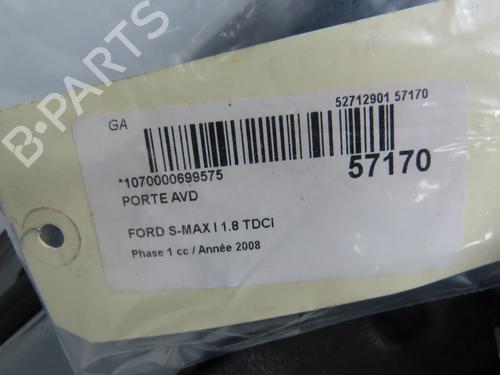 B-PARTS
GA
52712901 57170
*1070000699575
57170
PORTE AVD
FORD S-MAX I 1.8 TDCI
Phase 1 cc / Année 2008